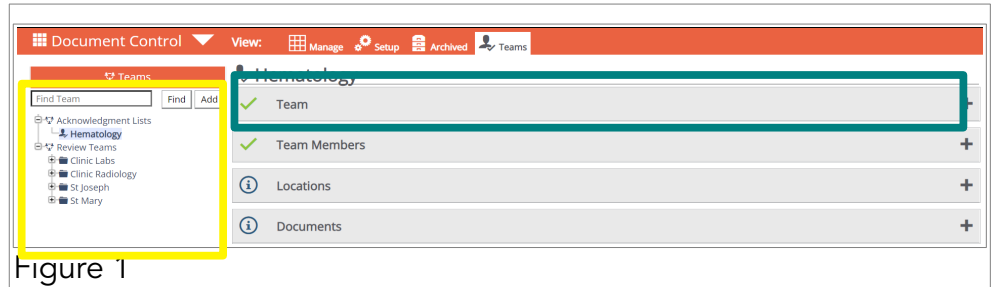 Document Control View: Manage Setup Archived Teams
Teams
Hematology
Find Team Find Add
Team
Acknowledgment Lists
Hematology
Team Members
Review Teams
Clinic Labs
Clinic Radiology
Locations
St Joseph
St Mary
Documents
Figure 1